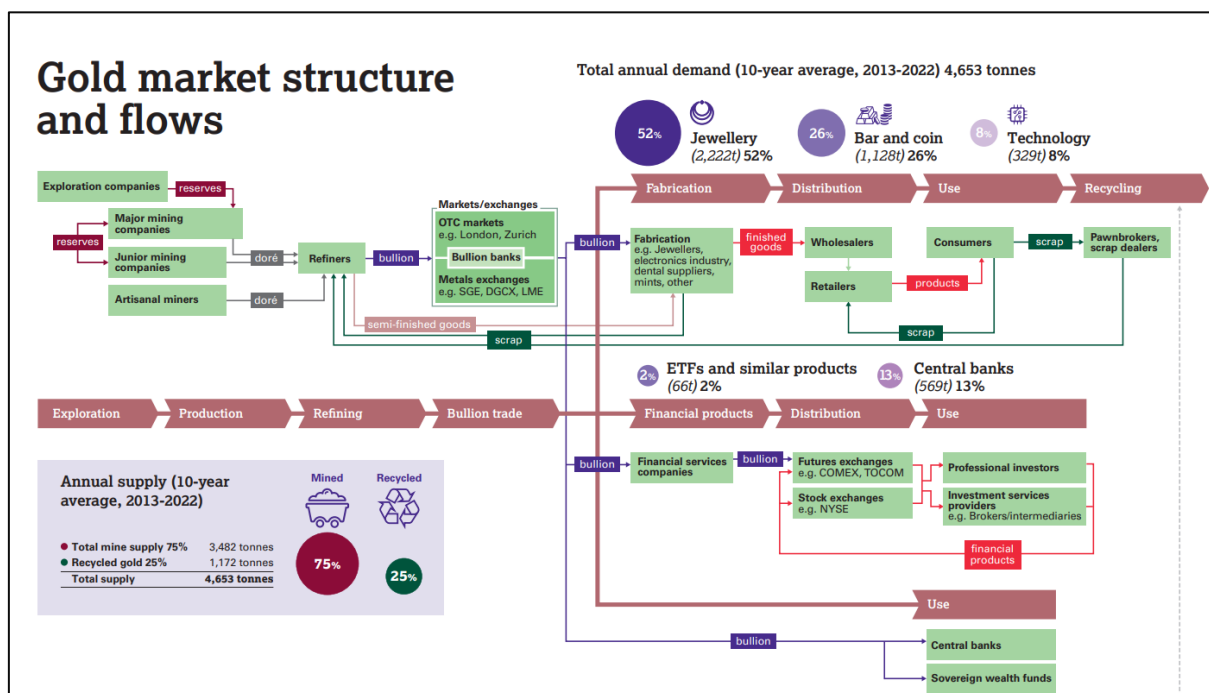 Gold market structure
and flows
Total annual demand (10-year average, 2013-2022) 4,653 tonnes
52%
Jewellery
(2,222t) 52%
26%
Bar and coin
(1,128t) 26%
8%
Technology
(329t) 8%
Fabrication
Distribution
Use
Recycling
Exploration companies
reserves
Major mining
companies
reserves
Junior mining
companies
Artisanal miners
doré
doré
Refiners
bullion
Markets/exchanges
OTC markets
e.g. London, Zurich
Bullion banks
Metals exchanges
e.g. SGE, DGCX, LME
bullion
Fabrication
e.g. Jewellers,
electronics industry,
dental suppliers,
mints, other
finished
goods
Wholesalers
Retailers
products
Consumers
scrap
Pawnbrokers,
scrap dealers
scrap
semi-finished goods
scrap
2%
ETFs and similar products
(66t) 2%
13%
Central banks
(569t) 13%
Exploration
Production
Refining
Bullion trade
Financial products
Distribution
Use
bullion
Financial services
companies
bullion
Futures exchanges
e.g. COMEX, TOCOM
Stock exchanges
e.g. NYSE
Professional investors
Investment services
providers
e.g. Brokers/intermediaries
financial
products
Annual supply (10-year
average, 2013-2022)
Mined
Recycled
Total mine supply 75% 3,482 tonnes
Recycled gold 25% 1,172 tonnes
Total supply 4,653 tonnes
75%
25%
Use
bullion
Central banks
Sovereign wealth funds